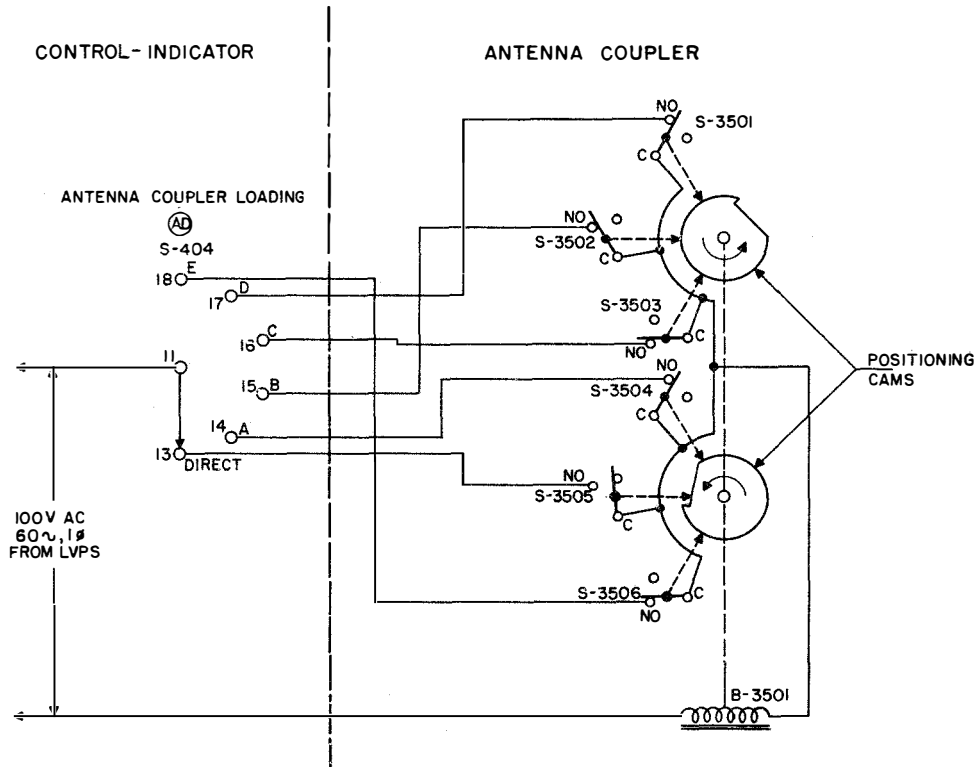 CONTROL-INDICATOR
ANTENNA COUPLER
NO
S-3501
C
ANTENNA COUPLER LOADING
AD
S-404
NO
S-3502
C
18 E
17 D
S-3503
16 C
NO
C
11
POSITIONING
CAMS
NO
S-3504
15 B
C
14 A
13 DIRECT
NO
S-3505
C
100V AC
60~, 1ø
FROM LVPS
S-3506
C
NO
B-3501